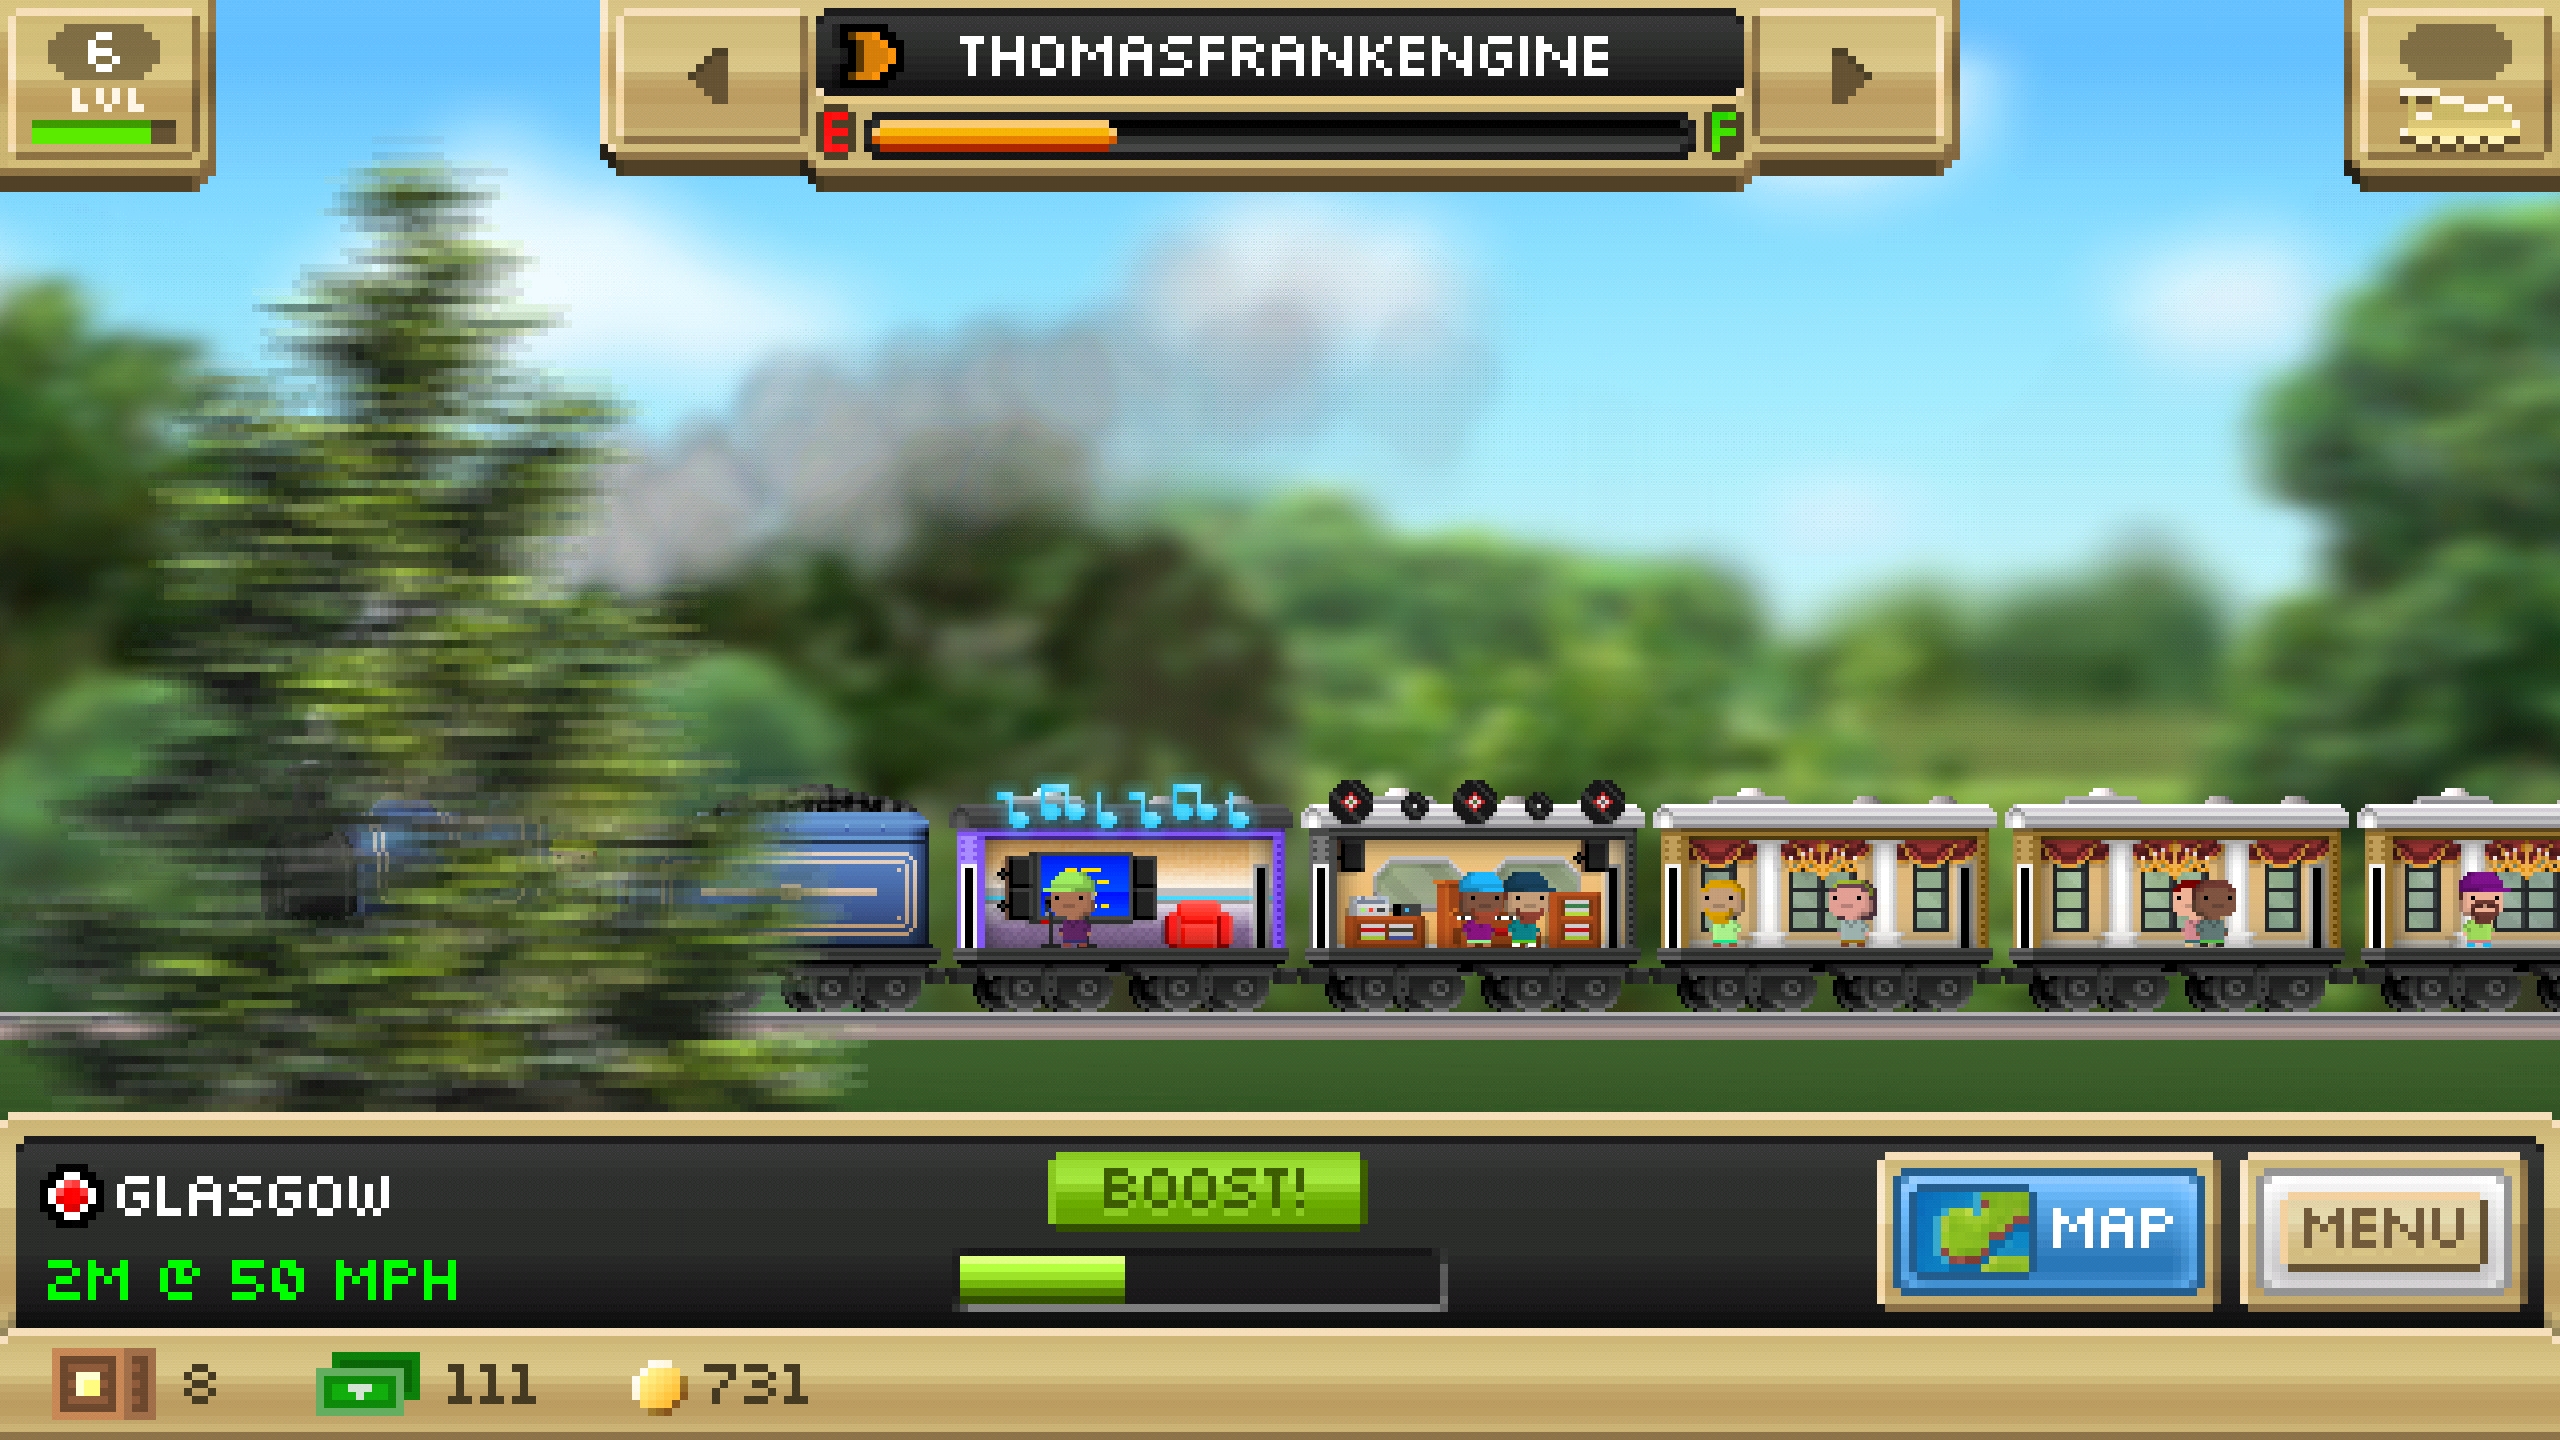 6
LVL
THOMASFRANKENGINE
E
F
GLASGOW
2M @ 50 MPH
BOOST!
MAP
MENU
8
111
731